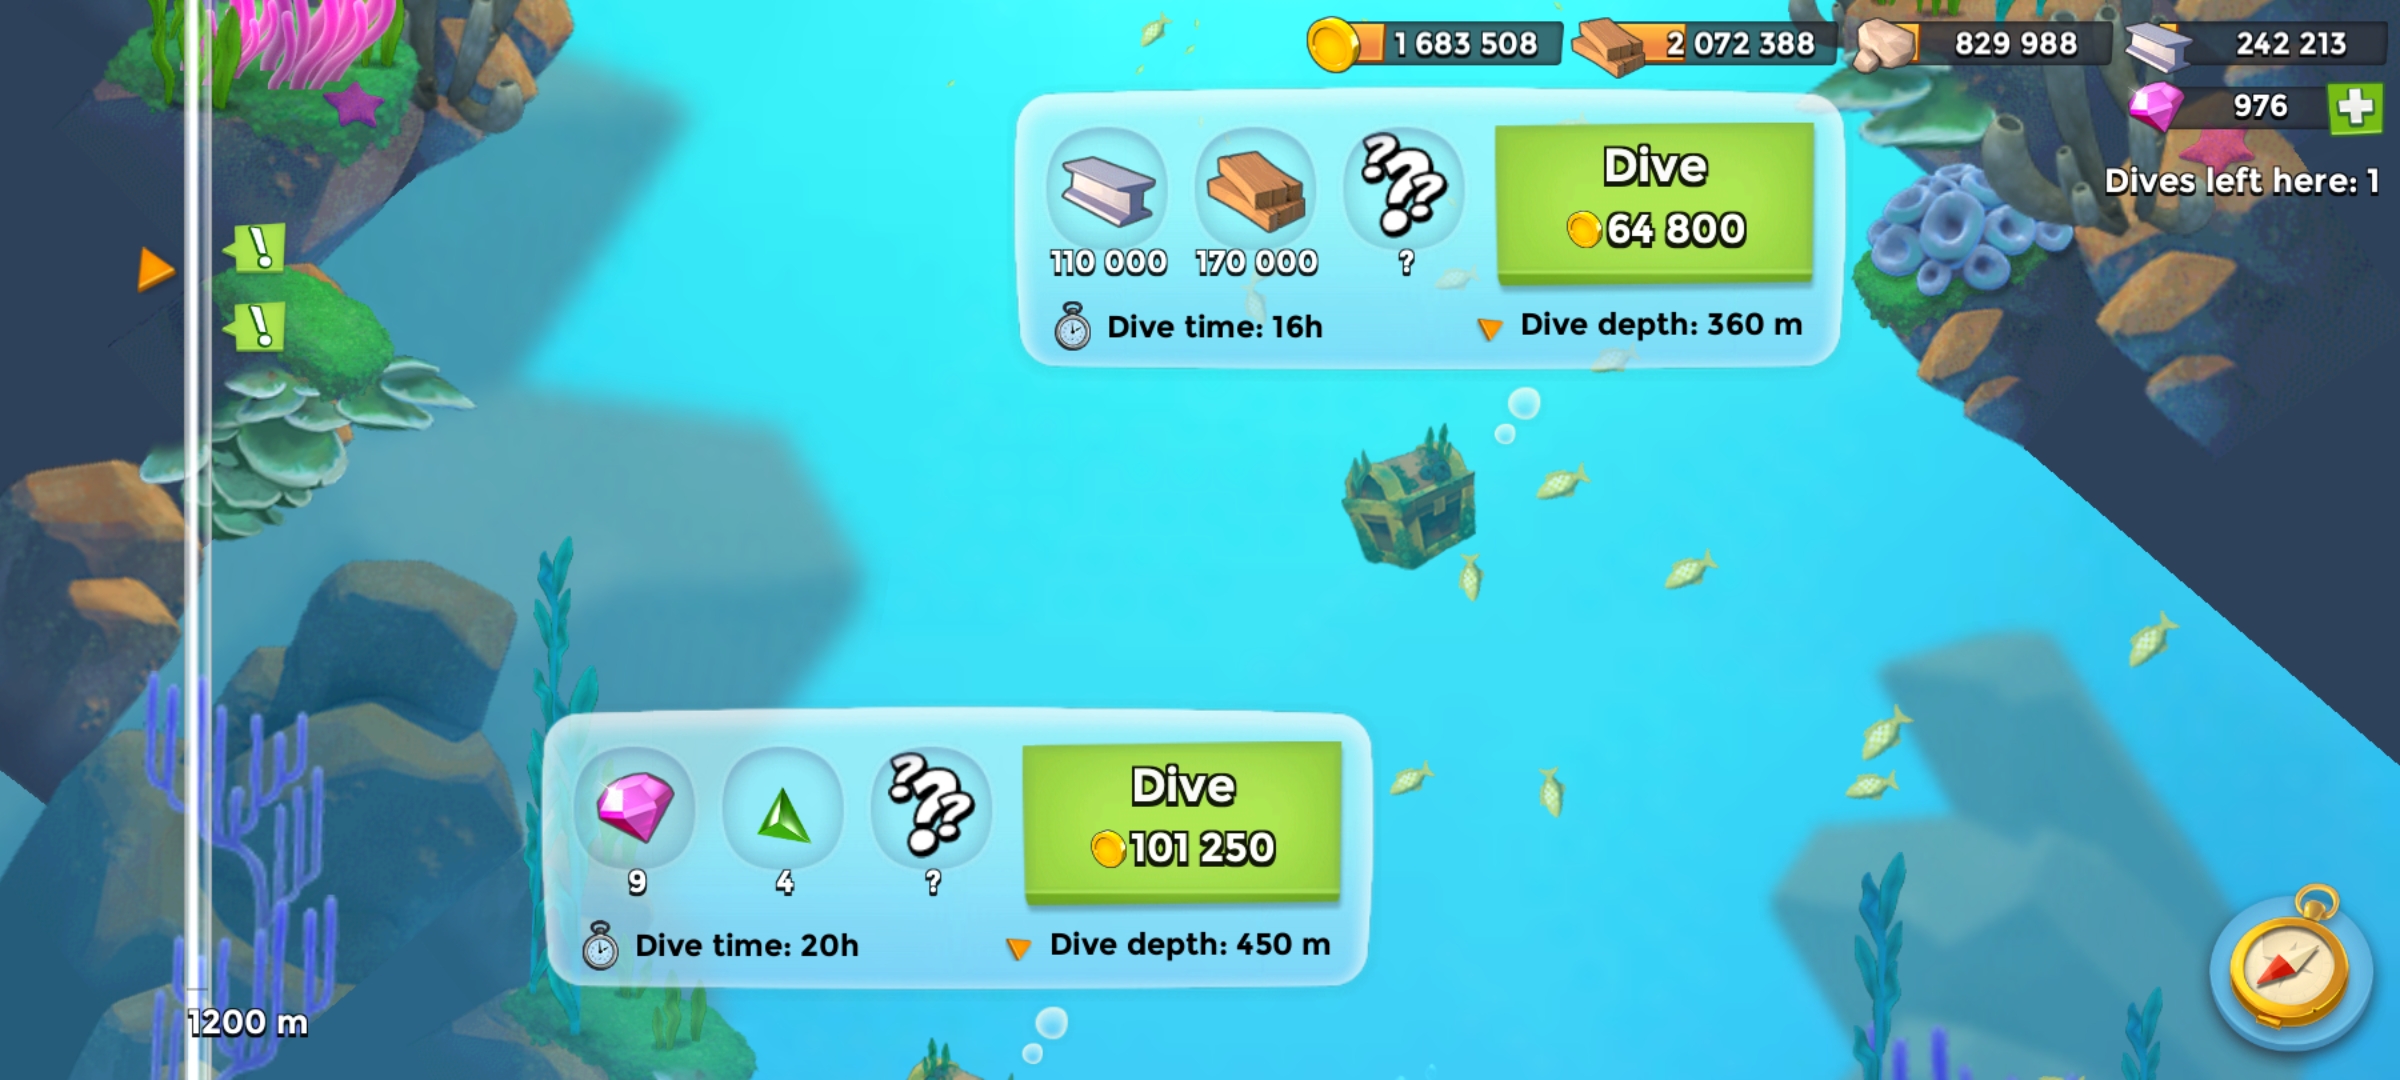 1 683 508
2 072 388
829 988
242 213
976
Dives left here: 1
Dive
64 800
110 000
170 000
?
Dive time: 16h
Dive depth: 360 m
!
!
Dive
101 250
9
4
?
Dive time: 20h
Dive depth: 450 m
1200 m